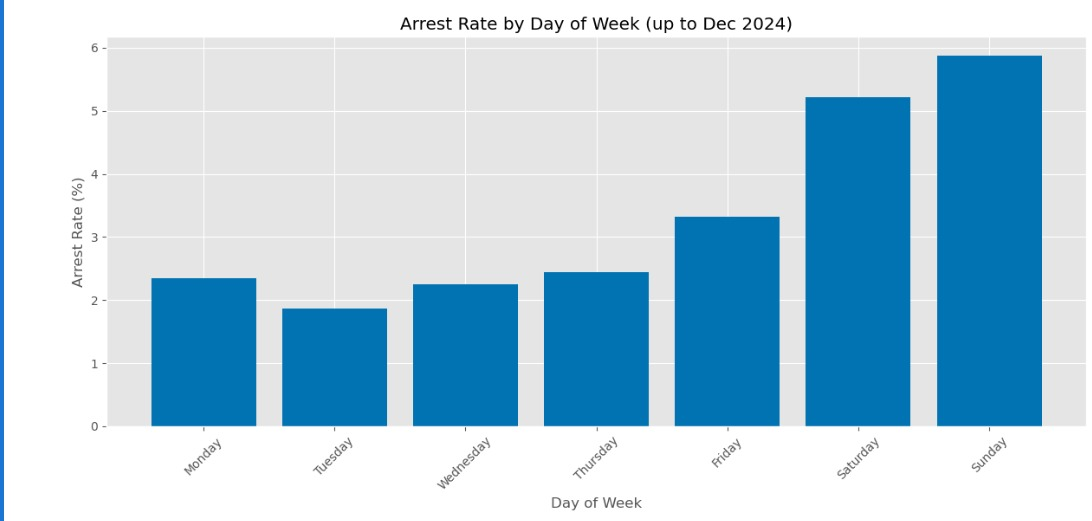 Arrest Rate by Day of Week (up to Dec 2024)
Arrest Rate (%)
6
5
4
3
2
1
0
Monday
Tuesday
Wednesday
Thursday
Friday
Saturday
Sunday
Day of Week